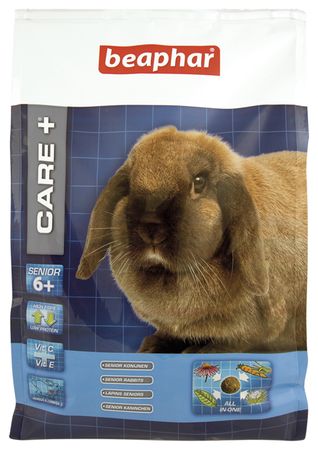 beaphar
CARE +
SENIOR
6+
HIGH FIBRE
LOW PROTEIN
Vit C
Vit E
SENIOR KONIJNEN
SENIOR RABBITS
LAPINS SENIORS
SENIOR KANINCHEN
ALL
IN-ONE